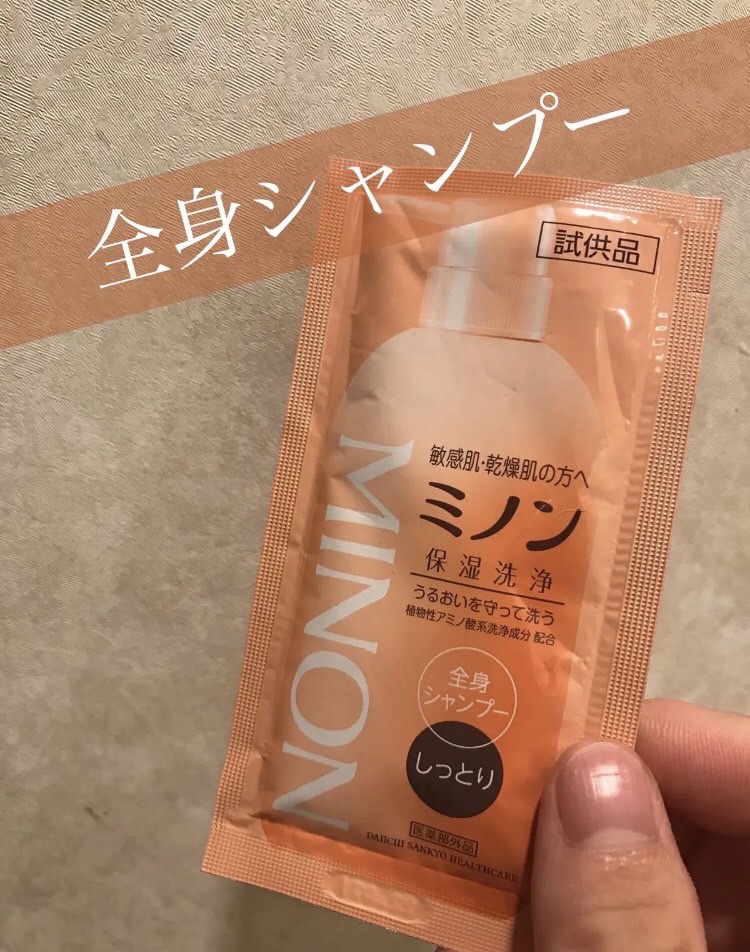 全身シャンプー
試供品
敏感肌・乾燥肌の方へ
ミノン
保湿洗浄
うるおいを守って洗う
植物性アミノ酸系洗浄成分 配合
全身
シャンプー
しっとり
MINON
医薬部外品
DAIICHI SANKYO HEALTHCARE